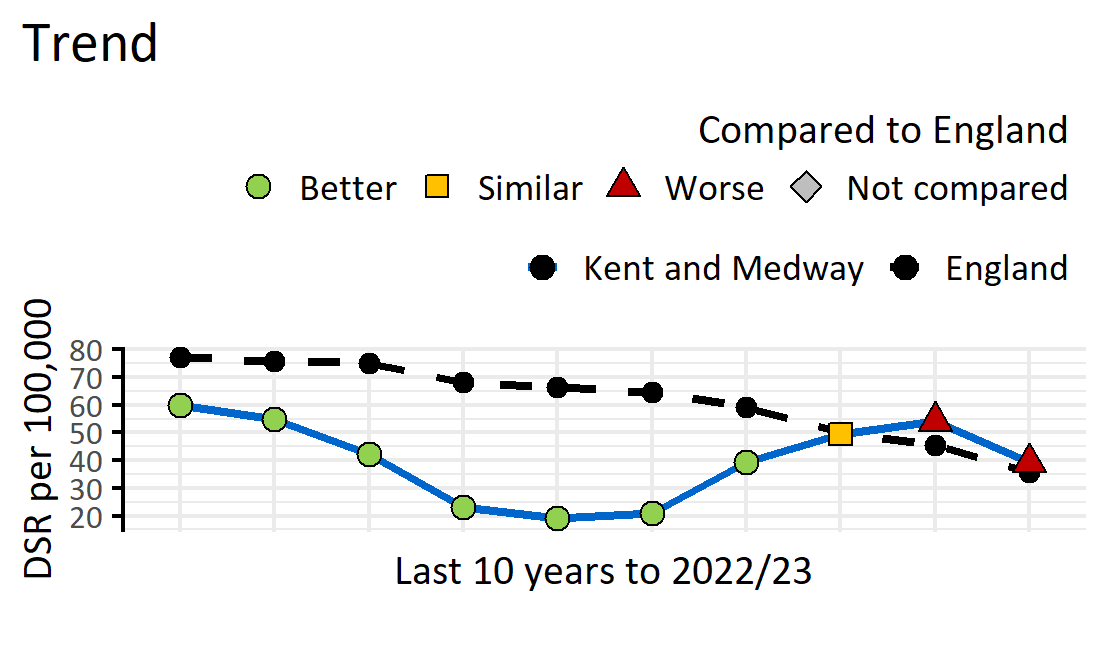 Trend
Compared to England
Better Similar Worse Not compared
Kent and Medway England
DSR per 100,000
80
70
60
50
40
30
20
Last 10 years to 2022/23